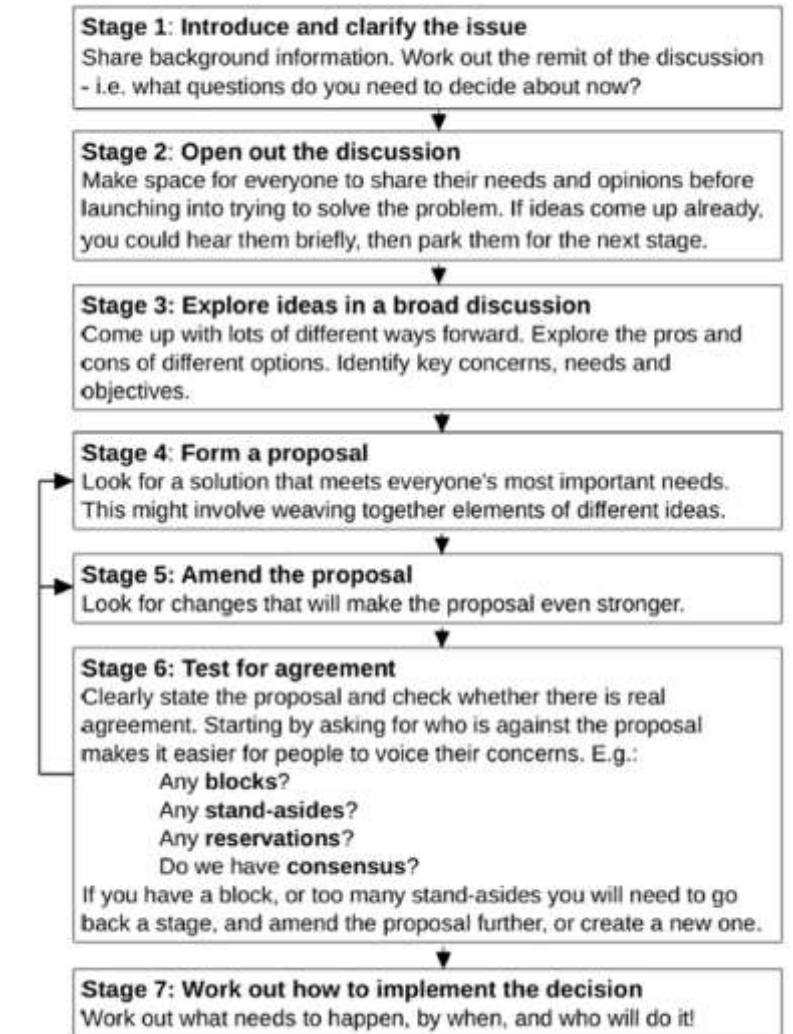 Stage 1: Introduce and clarify the issue
Share background information. Work out the remit of the discussion
- i.e. what questions do you need to decide about now?
Stage 2: Open out the discussion
Make space for everyone to share their needs and opinions before
launching into trying to solve the problem. If ideas come up already,
you could hear them briefly, then park them for the next stage.
Stage 3: Explore ideas in a broad discussion
Come up with lots of different ways forward. Explore the pros and
cons of different options. Identify key concerns, needs and
objectives.
Stage 4: Form a proposal
Look for a solution that meets everyone's most important needs.
This might involve weaving together elements of different ideas.
Stage 5: Amend the proposal
Look for changes that will make the proposal even stronger.
Stage 6: Test for agreement
Clearly state the proposal and check whether there is real
agreement. Starting by asking for who is against the proposal
makes it easier for people to voice their concerns. E.g.:
Any blocks?
Any stand-asides?
Any reservations?
Do we have consensus?
If you have a block, or too many stand-asides you will need to go
back a stage, and amend the proposal further, or create a new one.
Stage 7: Work out how to implement the decision
Work out what needs to happen, by when, and who will do it!